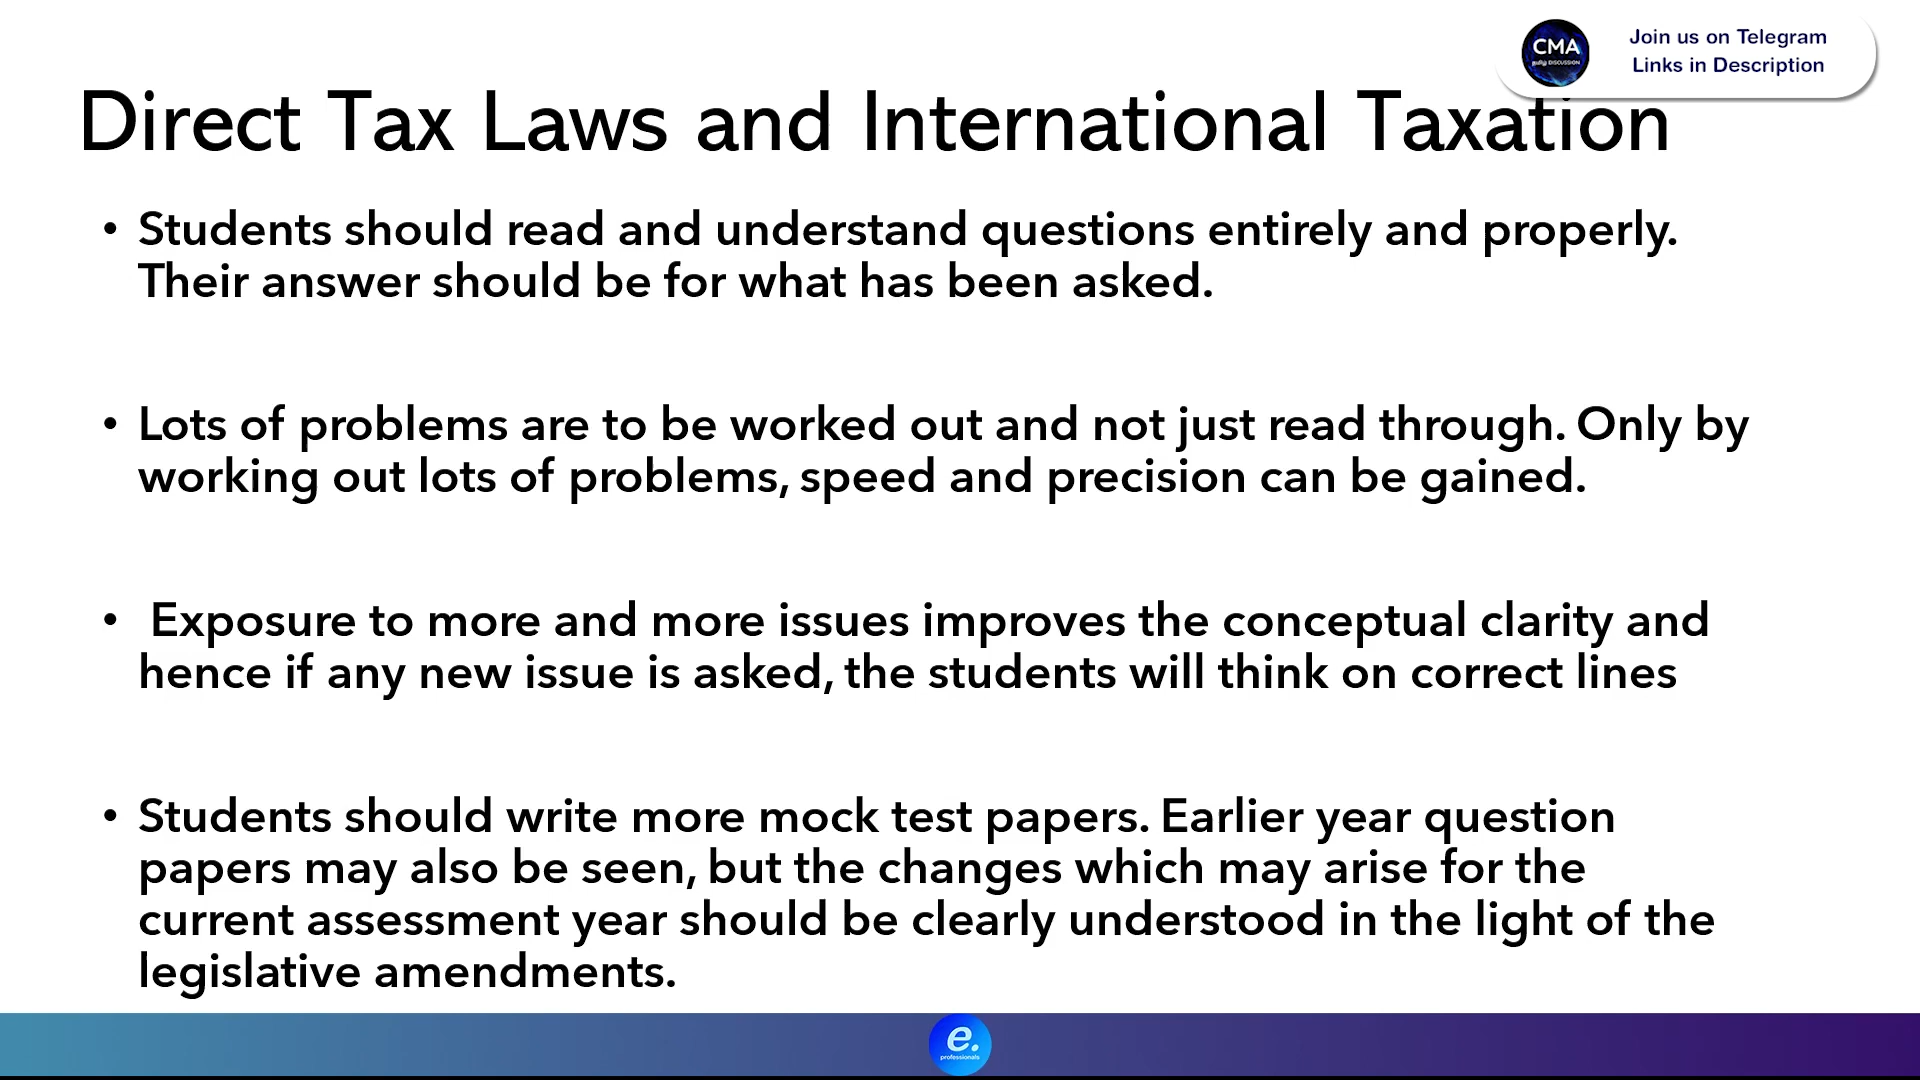 CMA
தமிழ் DISCUSSION
Join us on Telegram
Links in Description
Direct Tax Laws and International Taxation
• Students should read and understand questions entirely and properly.
Their answer should be for what has been asked.
• Lots of problems are to be worked out and not just read through. Only by
working out lots of problems, speed and precision can be gained.
• Exposure to more and more issues improves the conceptual clarity and
hence if any new issue is asked, the students will think on correct lines
• Students should write more mock test papers. Earlier year question
papers may also be seen, but the changes which may arise for the
current assessment year should be clearly understood in the light of the
legislative amendments.
e.
professionals